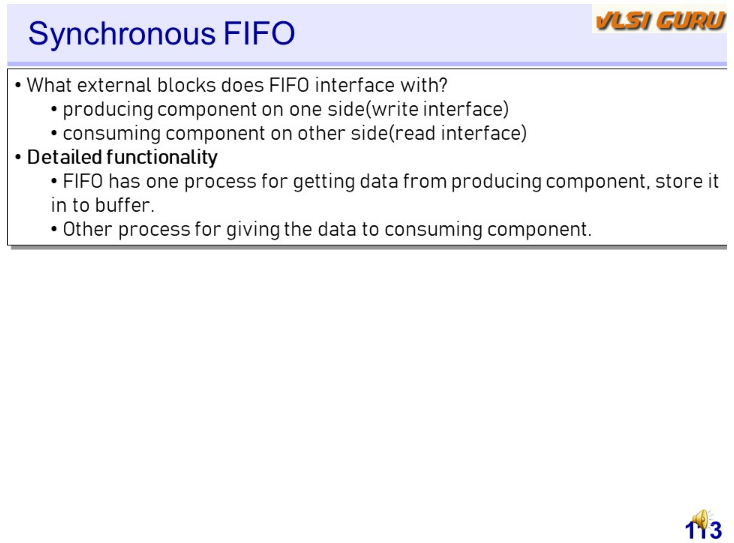 Synchronous FIFO
VLSI GURU
• What external blocks does FIFO interface with?
• producing component on one side(write interface)
• consuming component on other side(read interface)
• Detailed functionality
• FIFO has one process for getting data from producing component, store it
in to buffer.
• Other process for giving the data to consuming component.
113